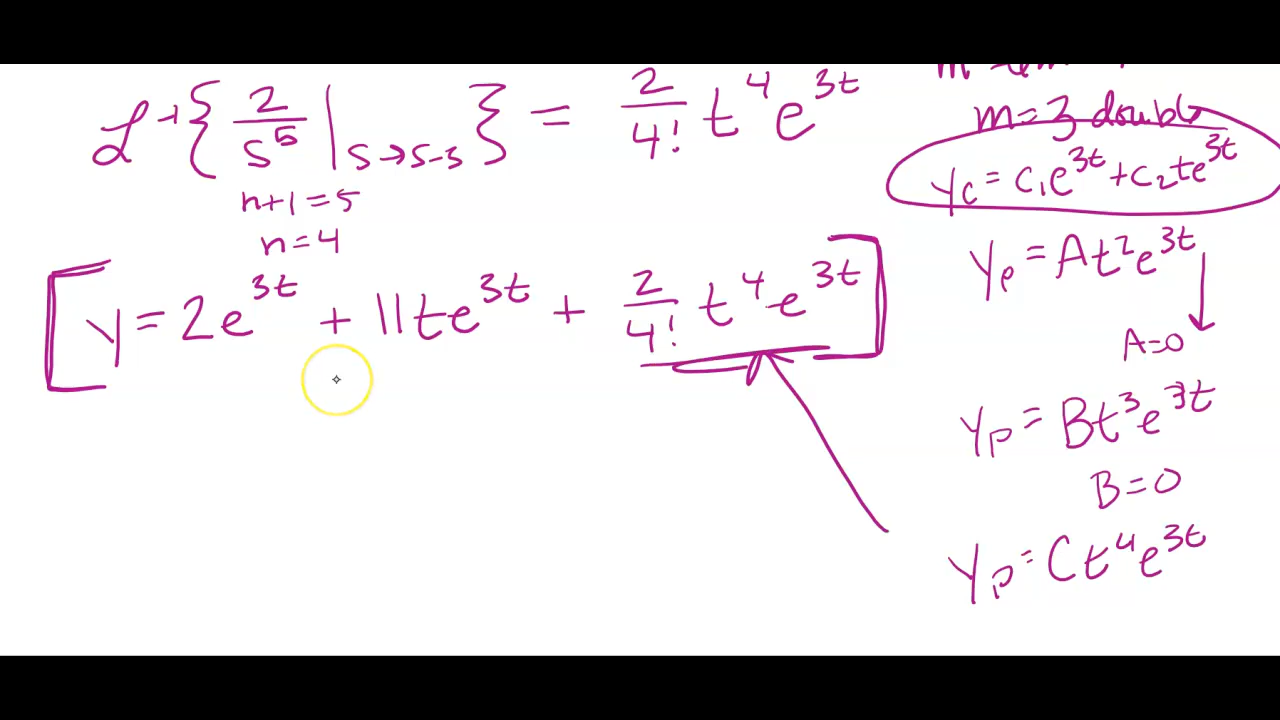 ℒ⁻¹{2/s⁵ |ₛ→ₛ₋₃ } = 2/4! t⁴e³ᵗ
n+1=5
n=4
y = 2e³ᵗ + 11te³ᵗ + 2/4! t⁴e³ᵗ
m=3 double
yc = c₁e³ᵗ + c₂te³ᵗ
yp = At²e³ᵗ
A=0
yp = Bt³e³ᵗ
B=0
yp = Ct⁴e³ᵗ